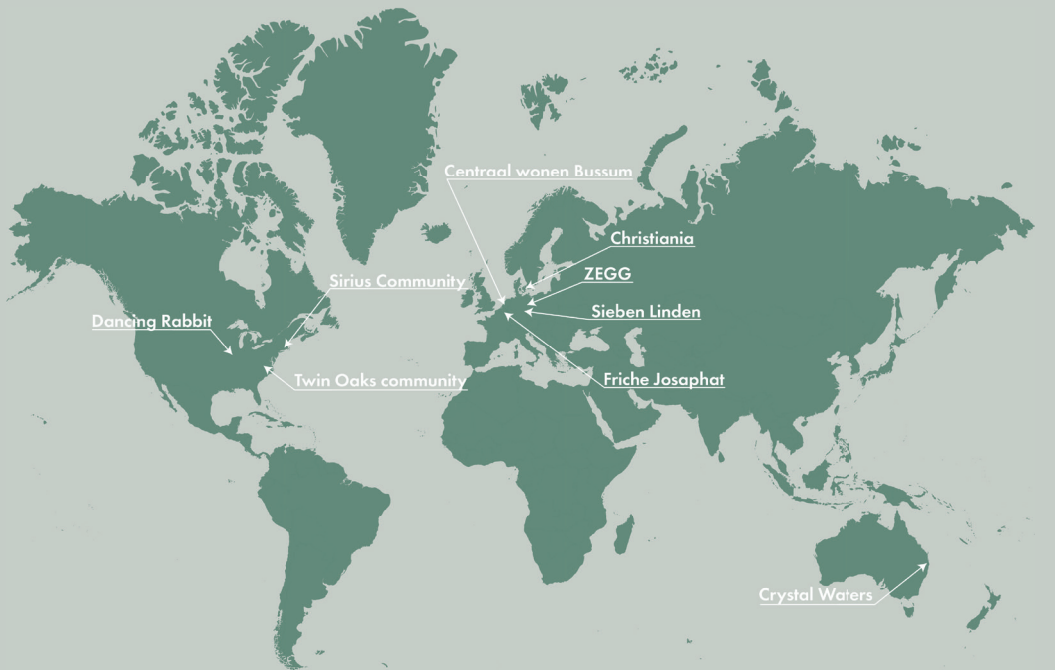 Centraal wonen Bussum
Christiania
ZEGG
Sirius Community
Sieben Linden
Dancing Rabbit
Twin Oaks community
Friche Josaphat
Crystal Waters